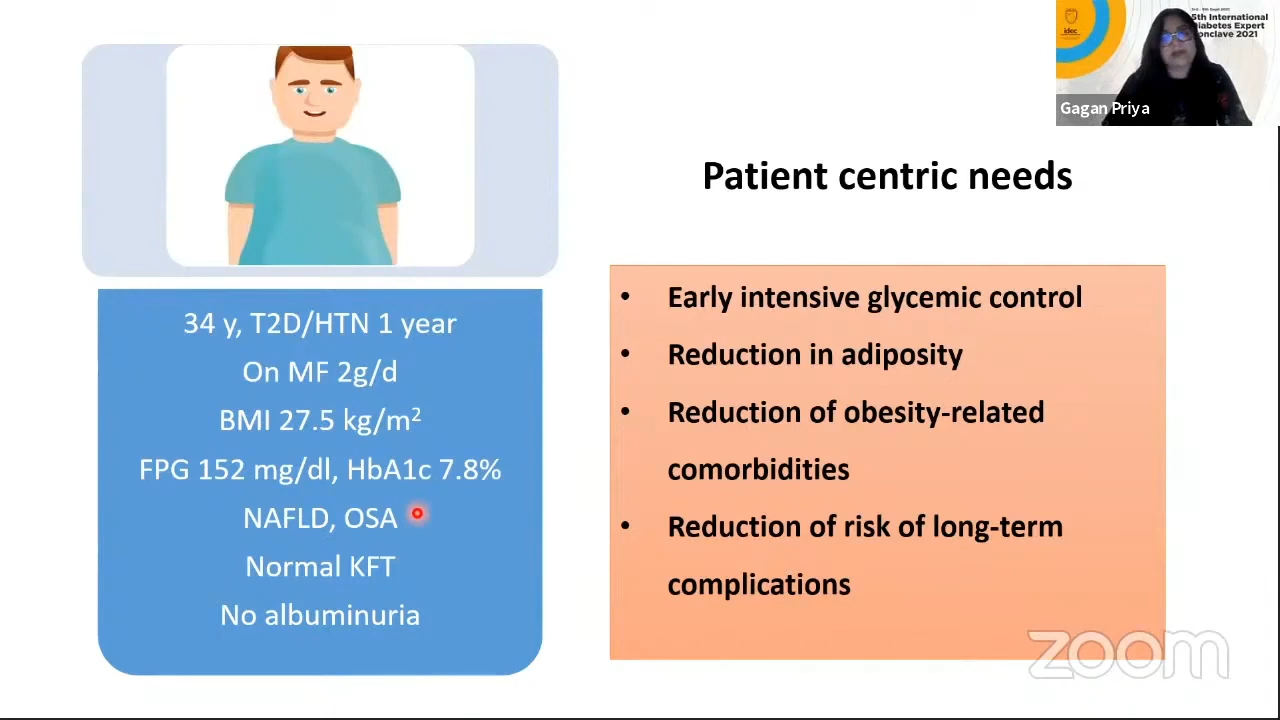 5th International
Diabetes Expert
Conclave 2021
idec
Gagan Priya
Patient centric needs
34 y, T2D/HTN 1 year
On MF 2g/d
BMI 27.5 kg/m²
FPG 152 mg/dl, HbA1c 7.8%
NAFLD, OSA
Normal KFT
No albuminuria
• Early intensive glycemic control
• Reduction in adiposity
• Reduction of obesity-related
comorbidities
• Reduction of risk of long-term
complications
zoom